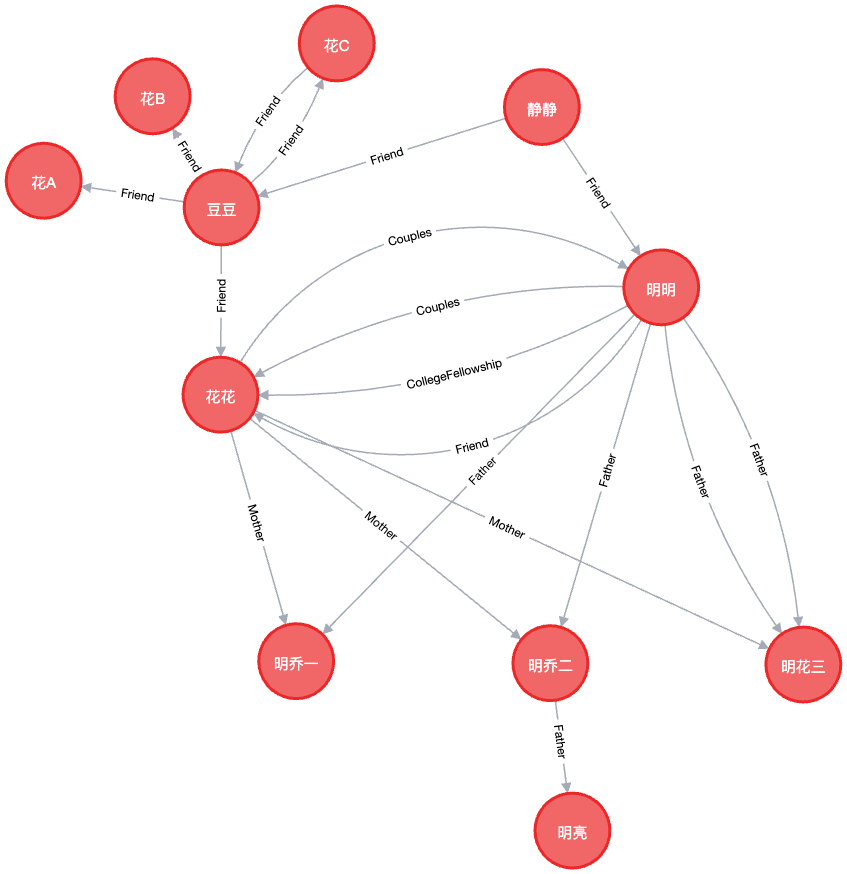 花C
花B
静静
Friend
Friend
Friend
Friend
花A
Friend
Friend
豆豆
Couples
Friend
明明
Couples
CollegeFellowship
花花
Friend
Father
Father
Father
Father
Mother
Mother
Mother
明乔一
明乔二
明花三
Father
明亮